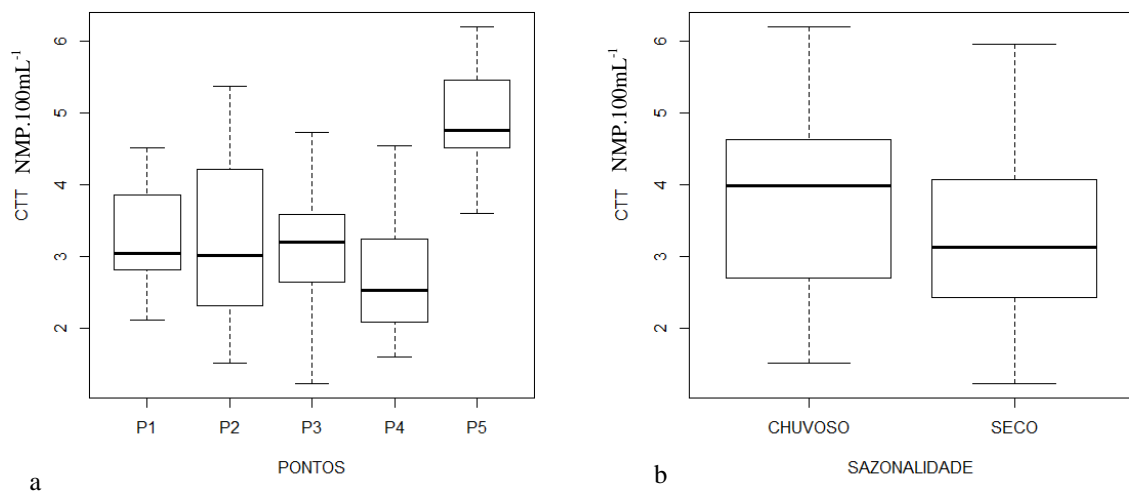 CTT NMP.100mL⁻¹
6
5
4
3
2
P1 P2 P3 P4 P5
PONTOS
a
CTT NMP.100mL⁻¹
6
5
4
3
2
CHUVOSO SECO
SAZONALIDADE
b